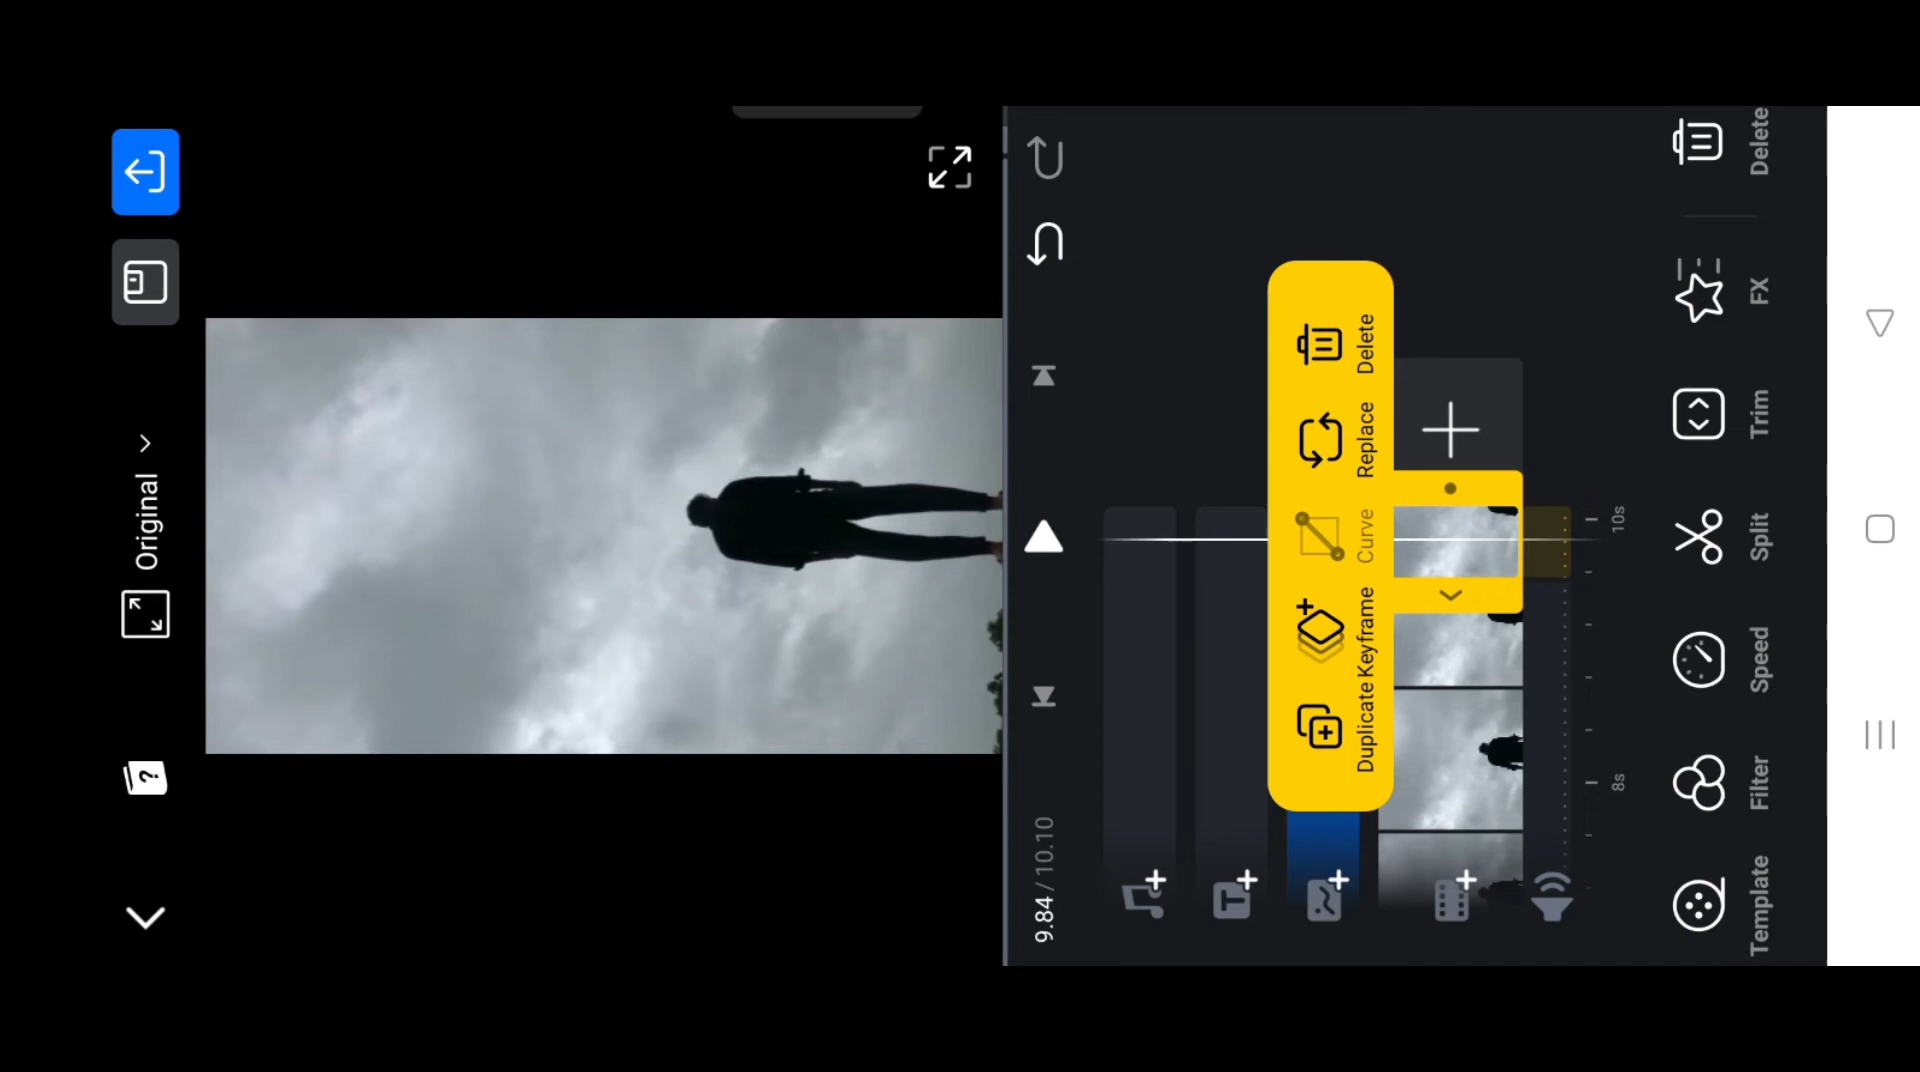 Original
?
9.84 / 10.10
Duplicate
Keyframe
Curve
Replace
Delete
T
8s
10s
Template
Filter
Speed
Split
Trim
FX
Delete